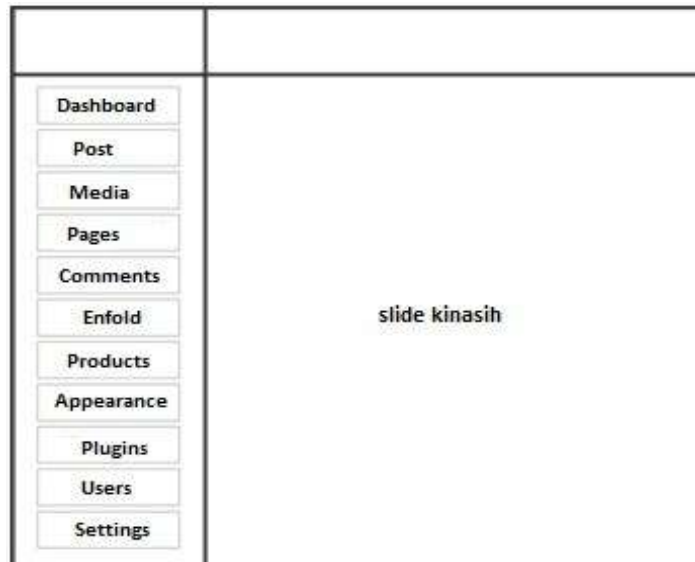 Dashboard
Post
Media
Pages
Comments
Enfold
Products
Appearance
Plugins
Users
Settings
slide kinasih